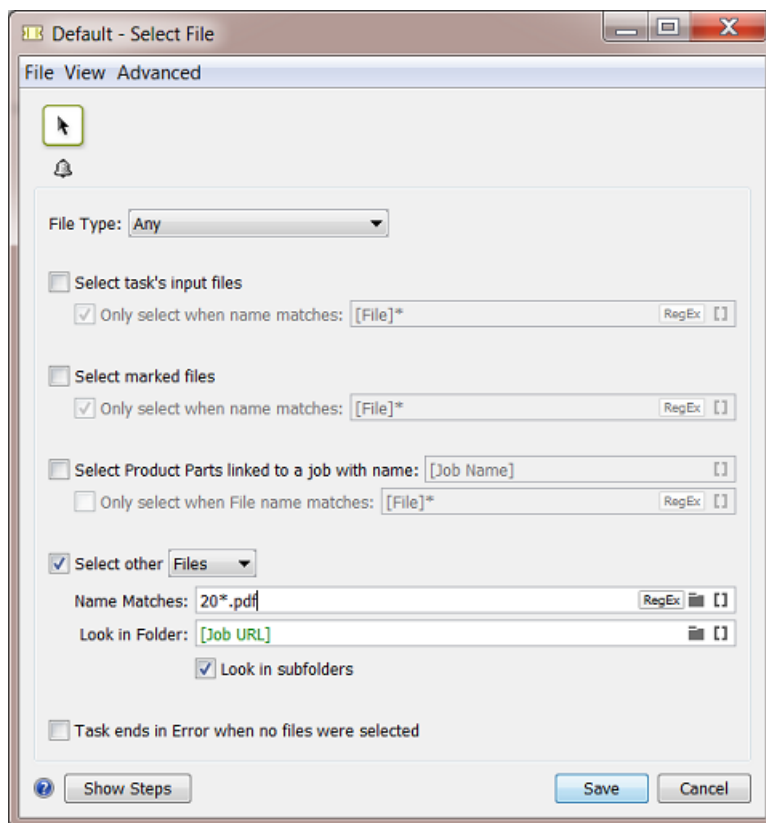 Default - Select File
File View Advanced
File Type: Any
Select task's input files
Only select when name matches: [File]* RegEx []
Select marked files
Only select when name matches: [File]* RegEx []
Select Product Parts linked to a job with name: [Job Name] []
Only select when File name matches: [File]* RegEx []
Select other Files
Name Matches: 20*.pdf RegEx []
Look in Folder: [Job URL] []
Look in subfolders
Task ends in Error when no files were selected
? Show Steps Save Cancel